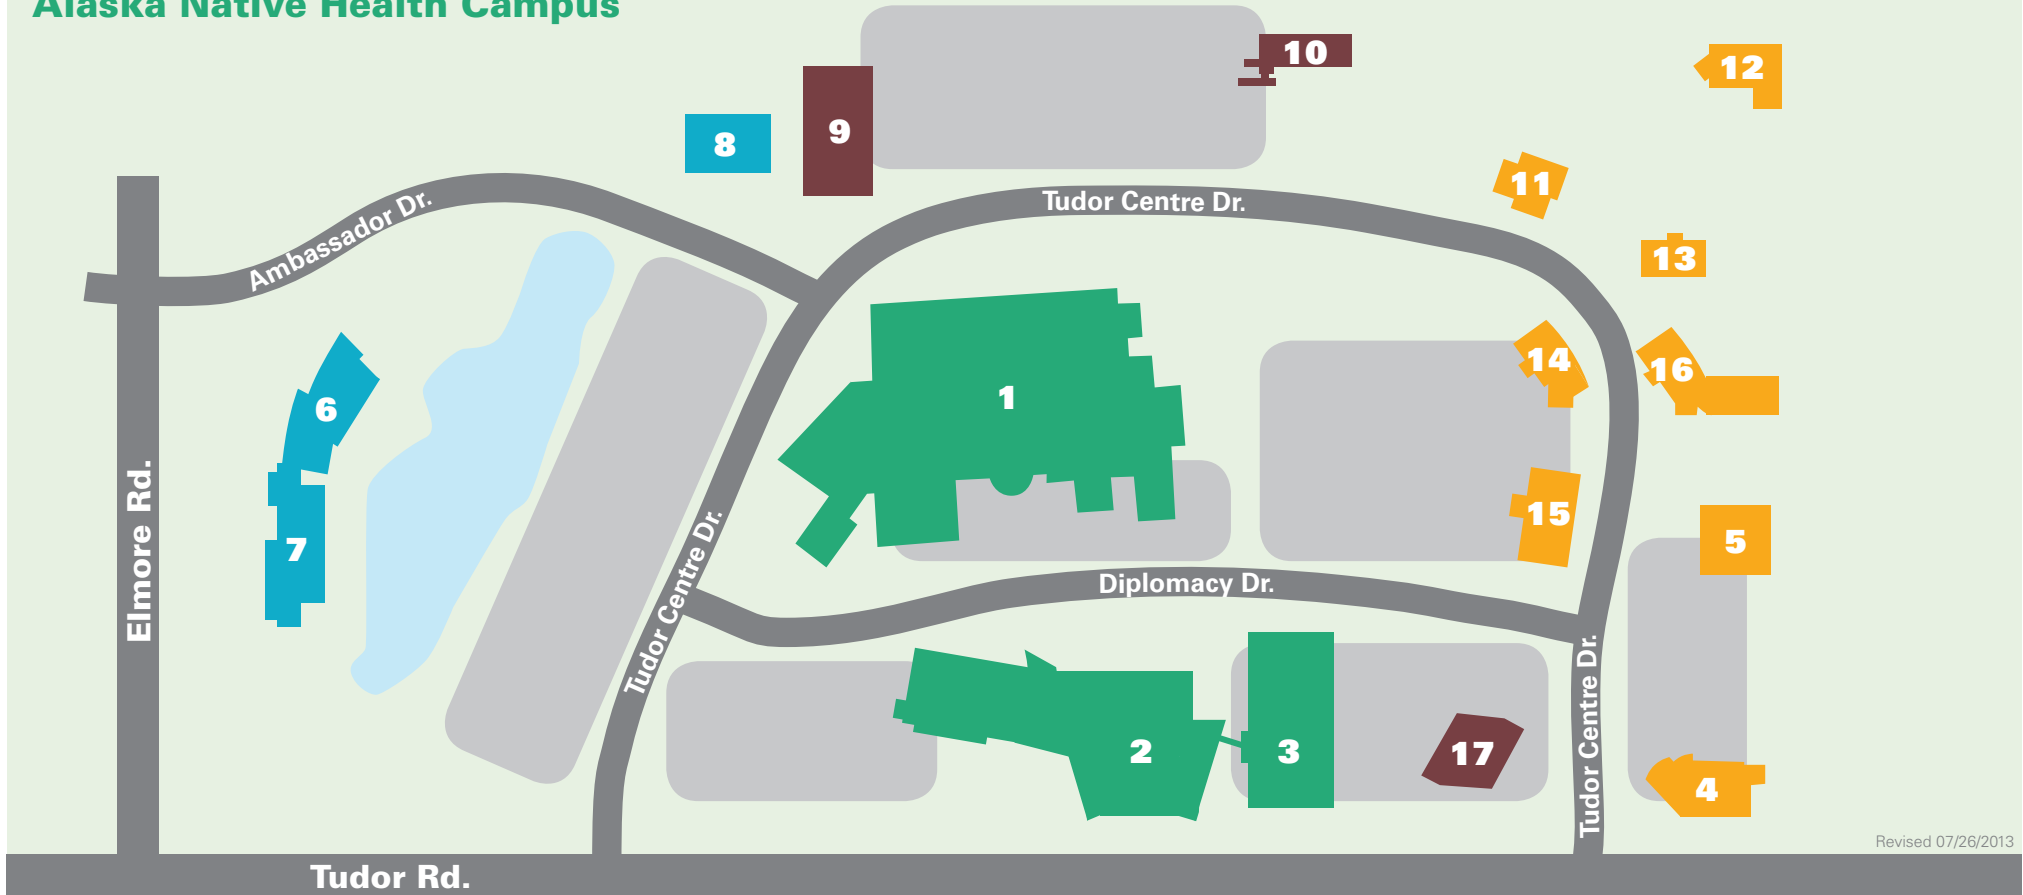 Alaska Native Health Campus
10
12
9
8
11
Tudor Centre Dr.
Ambassador Dr.
13
14
16
1
6
Elmore Rd.
15
5
7
Tudor Centre Dr.
Diplomacy Dr.
Tudor Centre Dr.
2
3
17
4
Revised 07/26/2013
Tudor Rd.